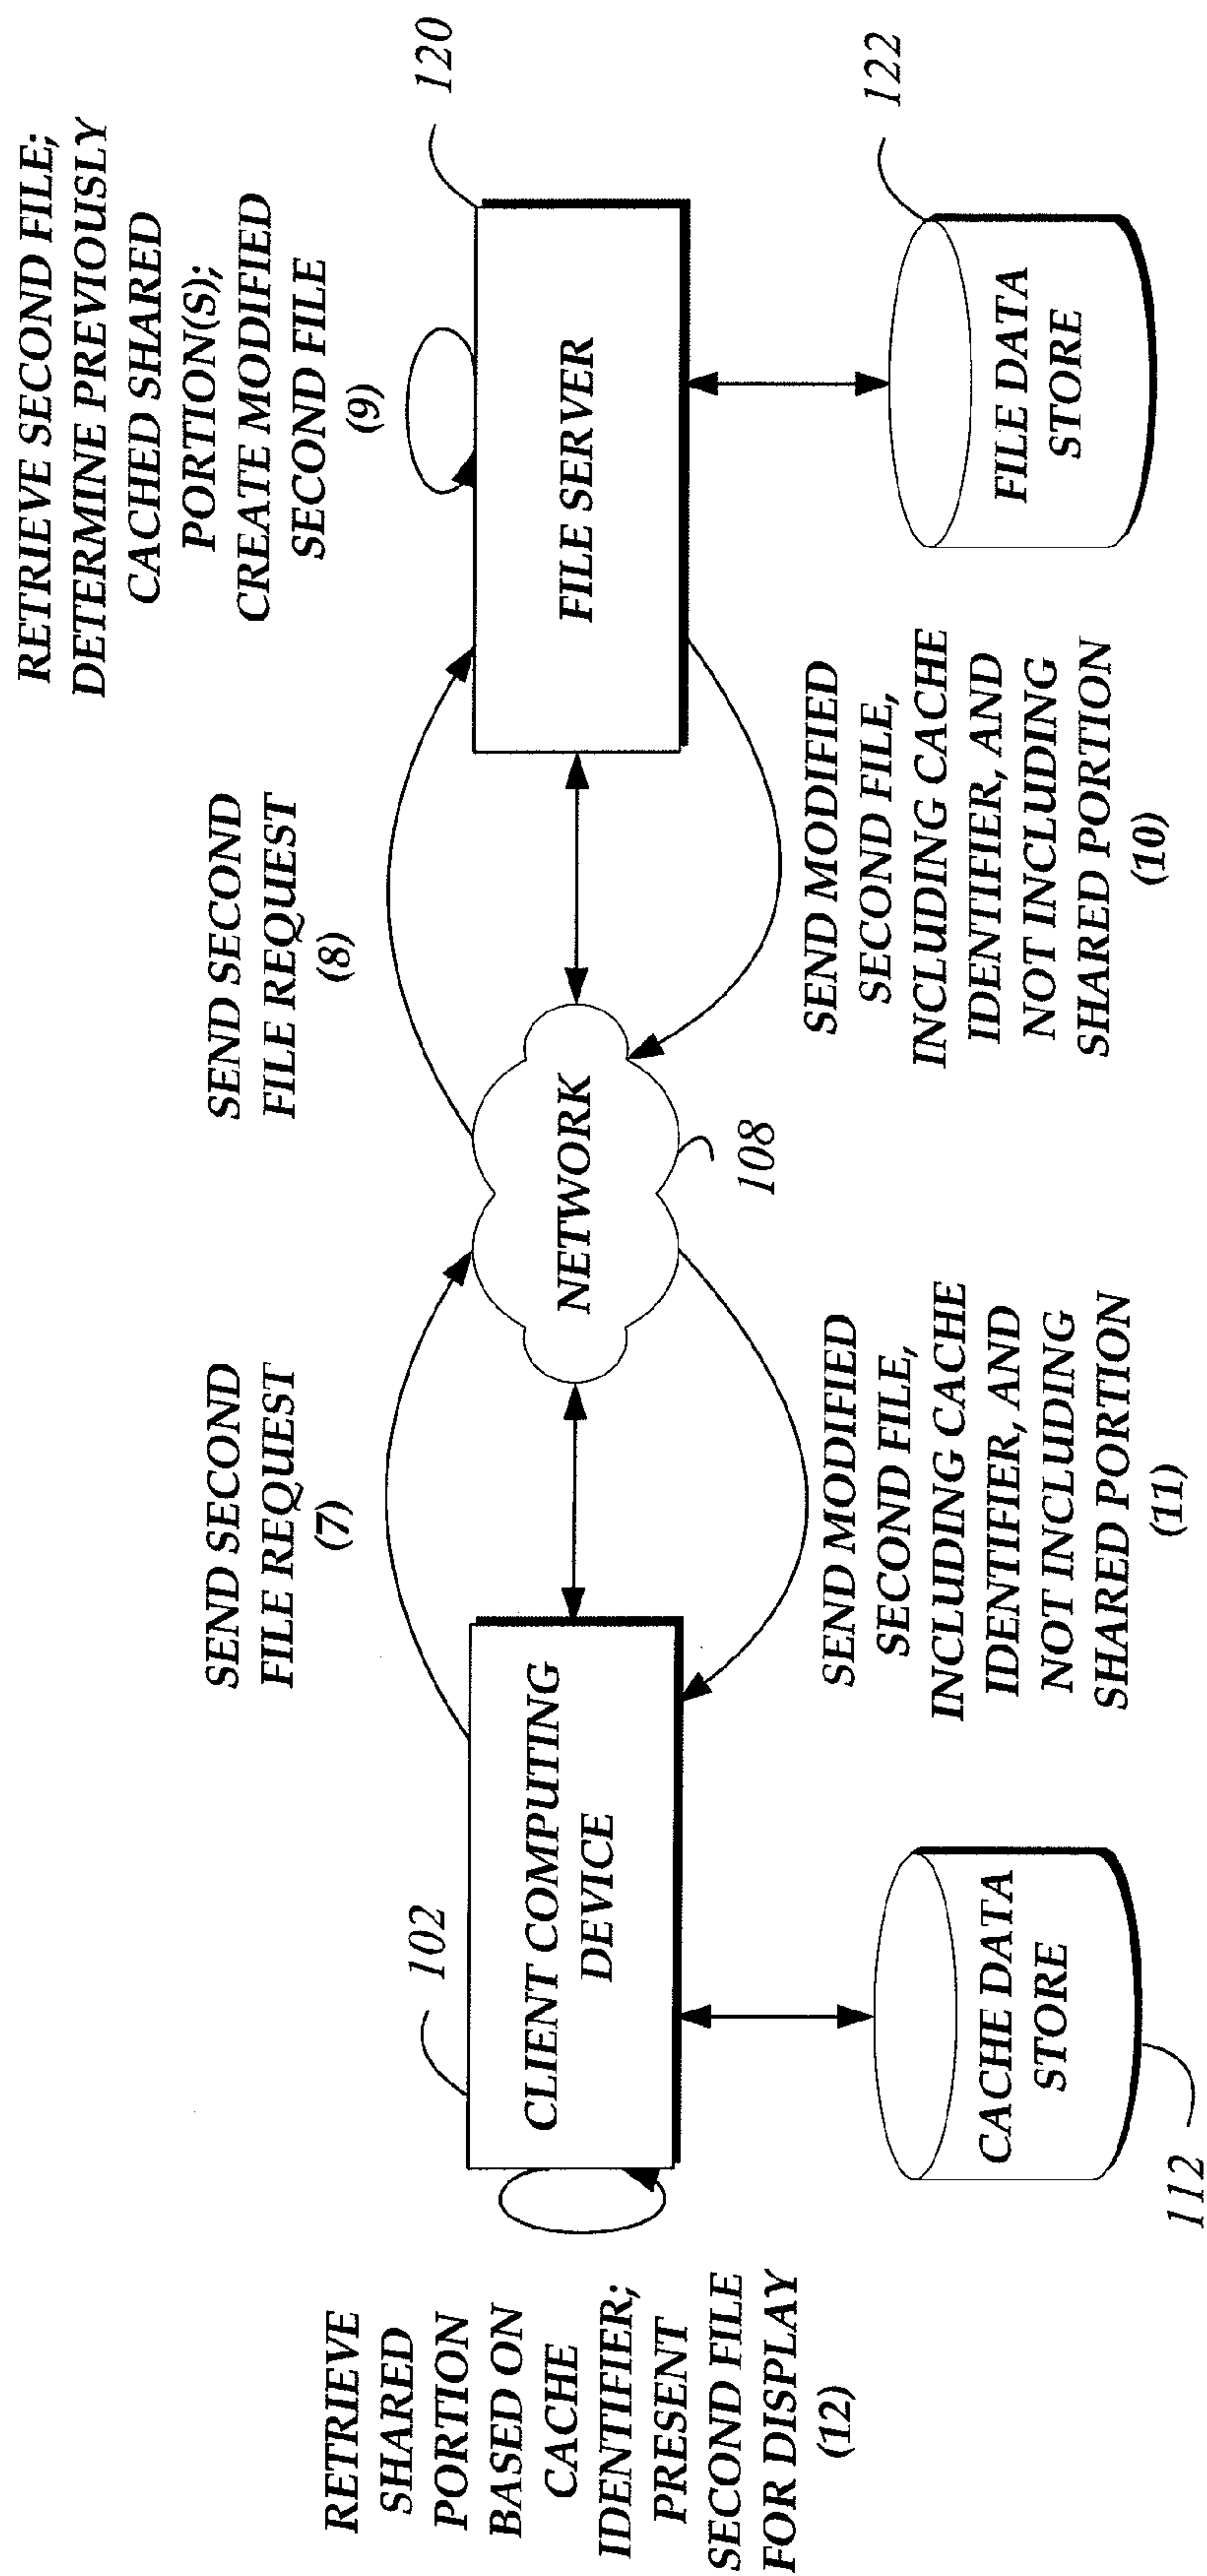 RETRIEVE SECOND FILE;
DETERMINE PREVIOUSLY
CACHED SHARED
PORTION(S);
CREATE MODIFIED
SECOND FILE
(9)
120
SEND SECOND
FILE REQUEST
(7)
SEND SECOND
FILE REQUEST
(8)
RETRIEVE
SHARED
PORTION
BASED ON
CACHE
IDENTIFIER;
PRESENT
SECOND FILE
FOR DISPLAY
(12)
102
CLIENT COMPUTING
DEVICE
NETWORK
108
FILE SERVER
SEND MODIFIED
SECOND FILE,
INCLUDING CACHE
IDENTIFIER, AND
NOT INCLUDING
SHARED PORTION
(11)
SEND MODIFIED
SECOND FILE,
INCLUDING CACHE
IDENTIFIER, AND
NOT INCLUDING
SHARED PORTION
(10)
122
CACHE DATA
STORE
112
FILE DATA
STORE